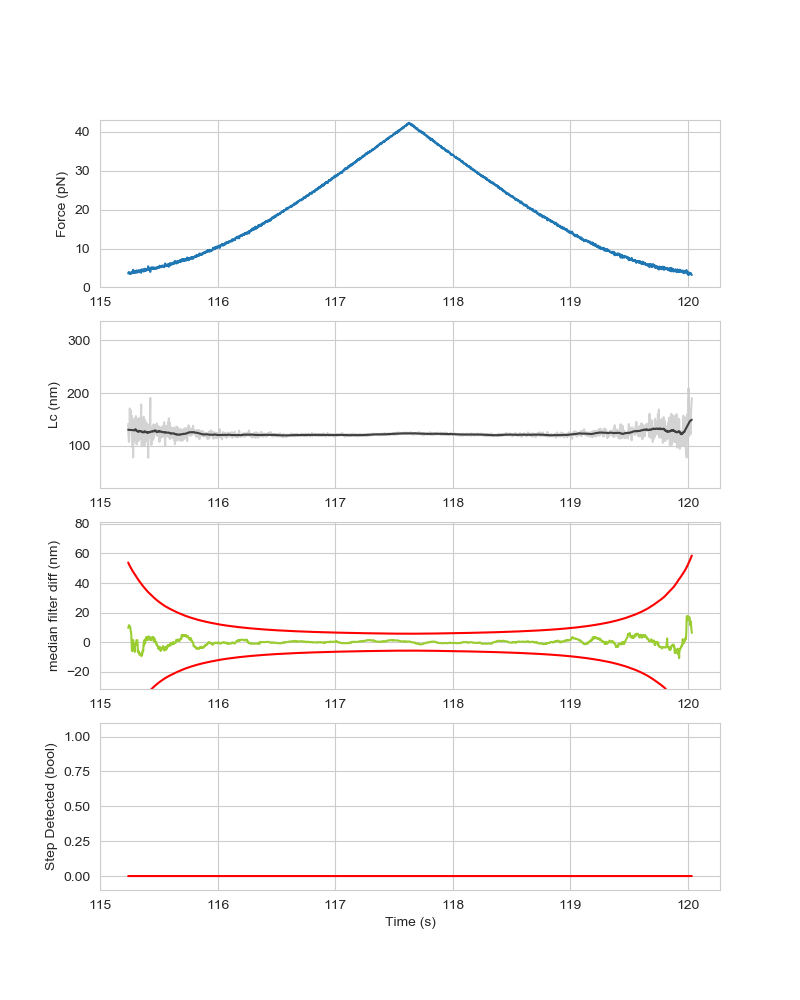 40
30
20
10
0
Force (pN)
115 116 117 118 119 120
300
200
100
Lc (nm)
115 116 117 118 119 120
80
60
40
20
0
−20
median filter diff (nm)
115 116 117 118 119 120
1.00
0.75
0.50
0.25
0.00
Step Detected (bool)
115 116 117 118 119 120
Time (s)